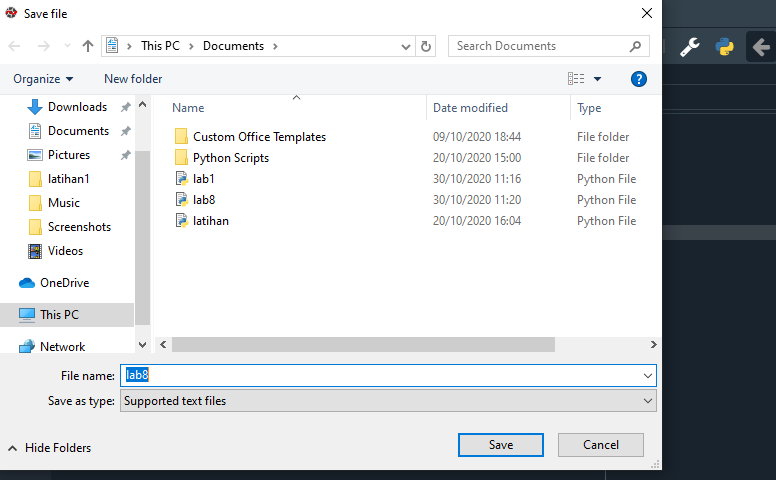 Save file
This PC > Documents >
Search Documents
Organize
New folder
?
Name
Date modified
Type
Downloads
Documents
Pictures
latihan1
Music
Screenshots
Videos
OneDrive
This PC
Network
Custom Office Templates 09/10/2020 18:44 File folder
Python Scripts 20/10/2020 15:00 File folder
lab1 30/10/2020 11:16 Python File
lab8 30/10/2020 11:20 Python File
latihan 20/10/2020 16:04 Python File
File name: lab8
Save as type: Supported text files
Hide Folders
Save
Cancel